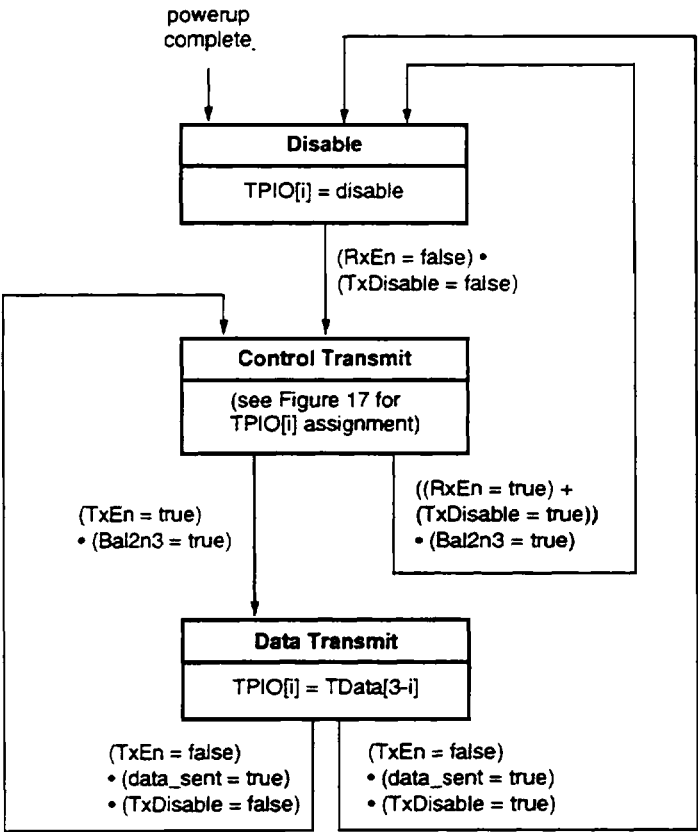 powerup
complete.
Disable
TPIO[i] = disable
(RxEn = false) •
(TxDisable = false)
Control Transmit
(see Figure 17 for
TPIO[i] assignment)
(TxEn = true)
• (Bal2n3 = true)
((RxEn = true) +
(TxDisable = true))
• (Bal2n3 = true)
Data Transmit
TPIO[i] = TData[3-i]
(TxEn = false)
• (data_sent = true)
• (TxDisable = false)
(TxEn = false)
• (data_sent = true)
• (TxDisable = true)